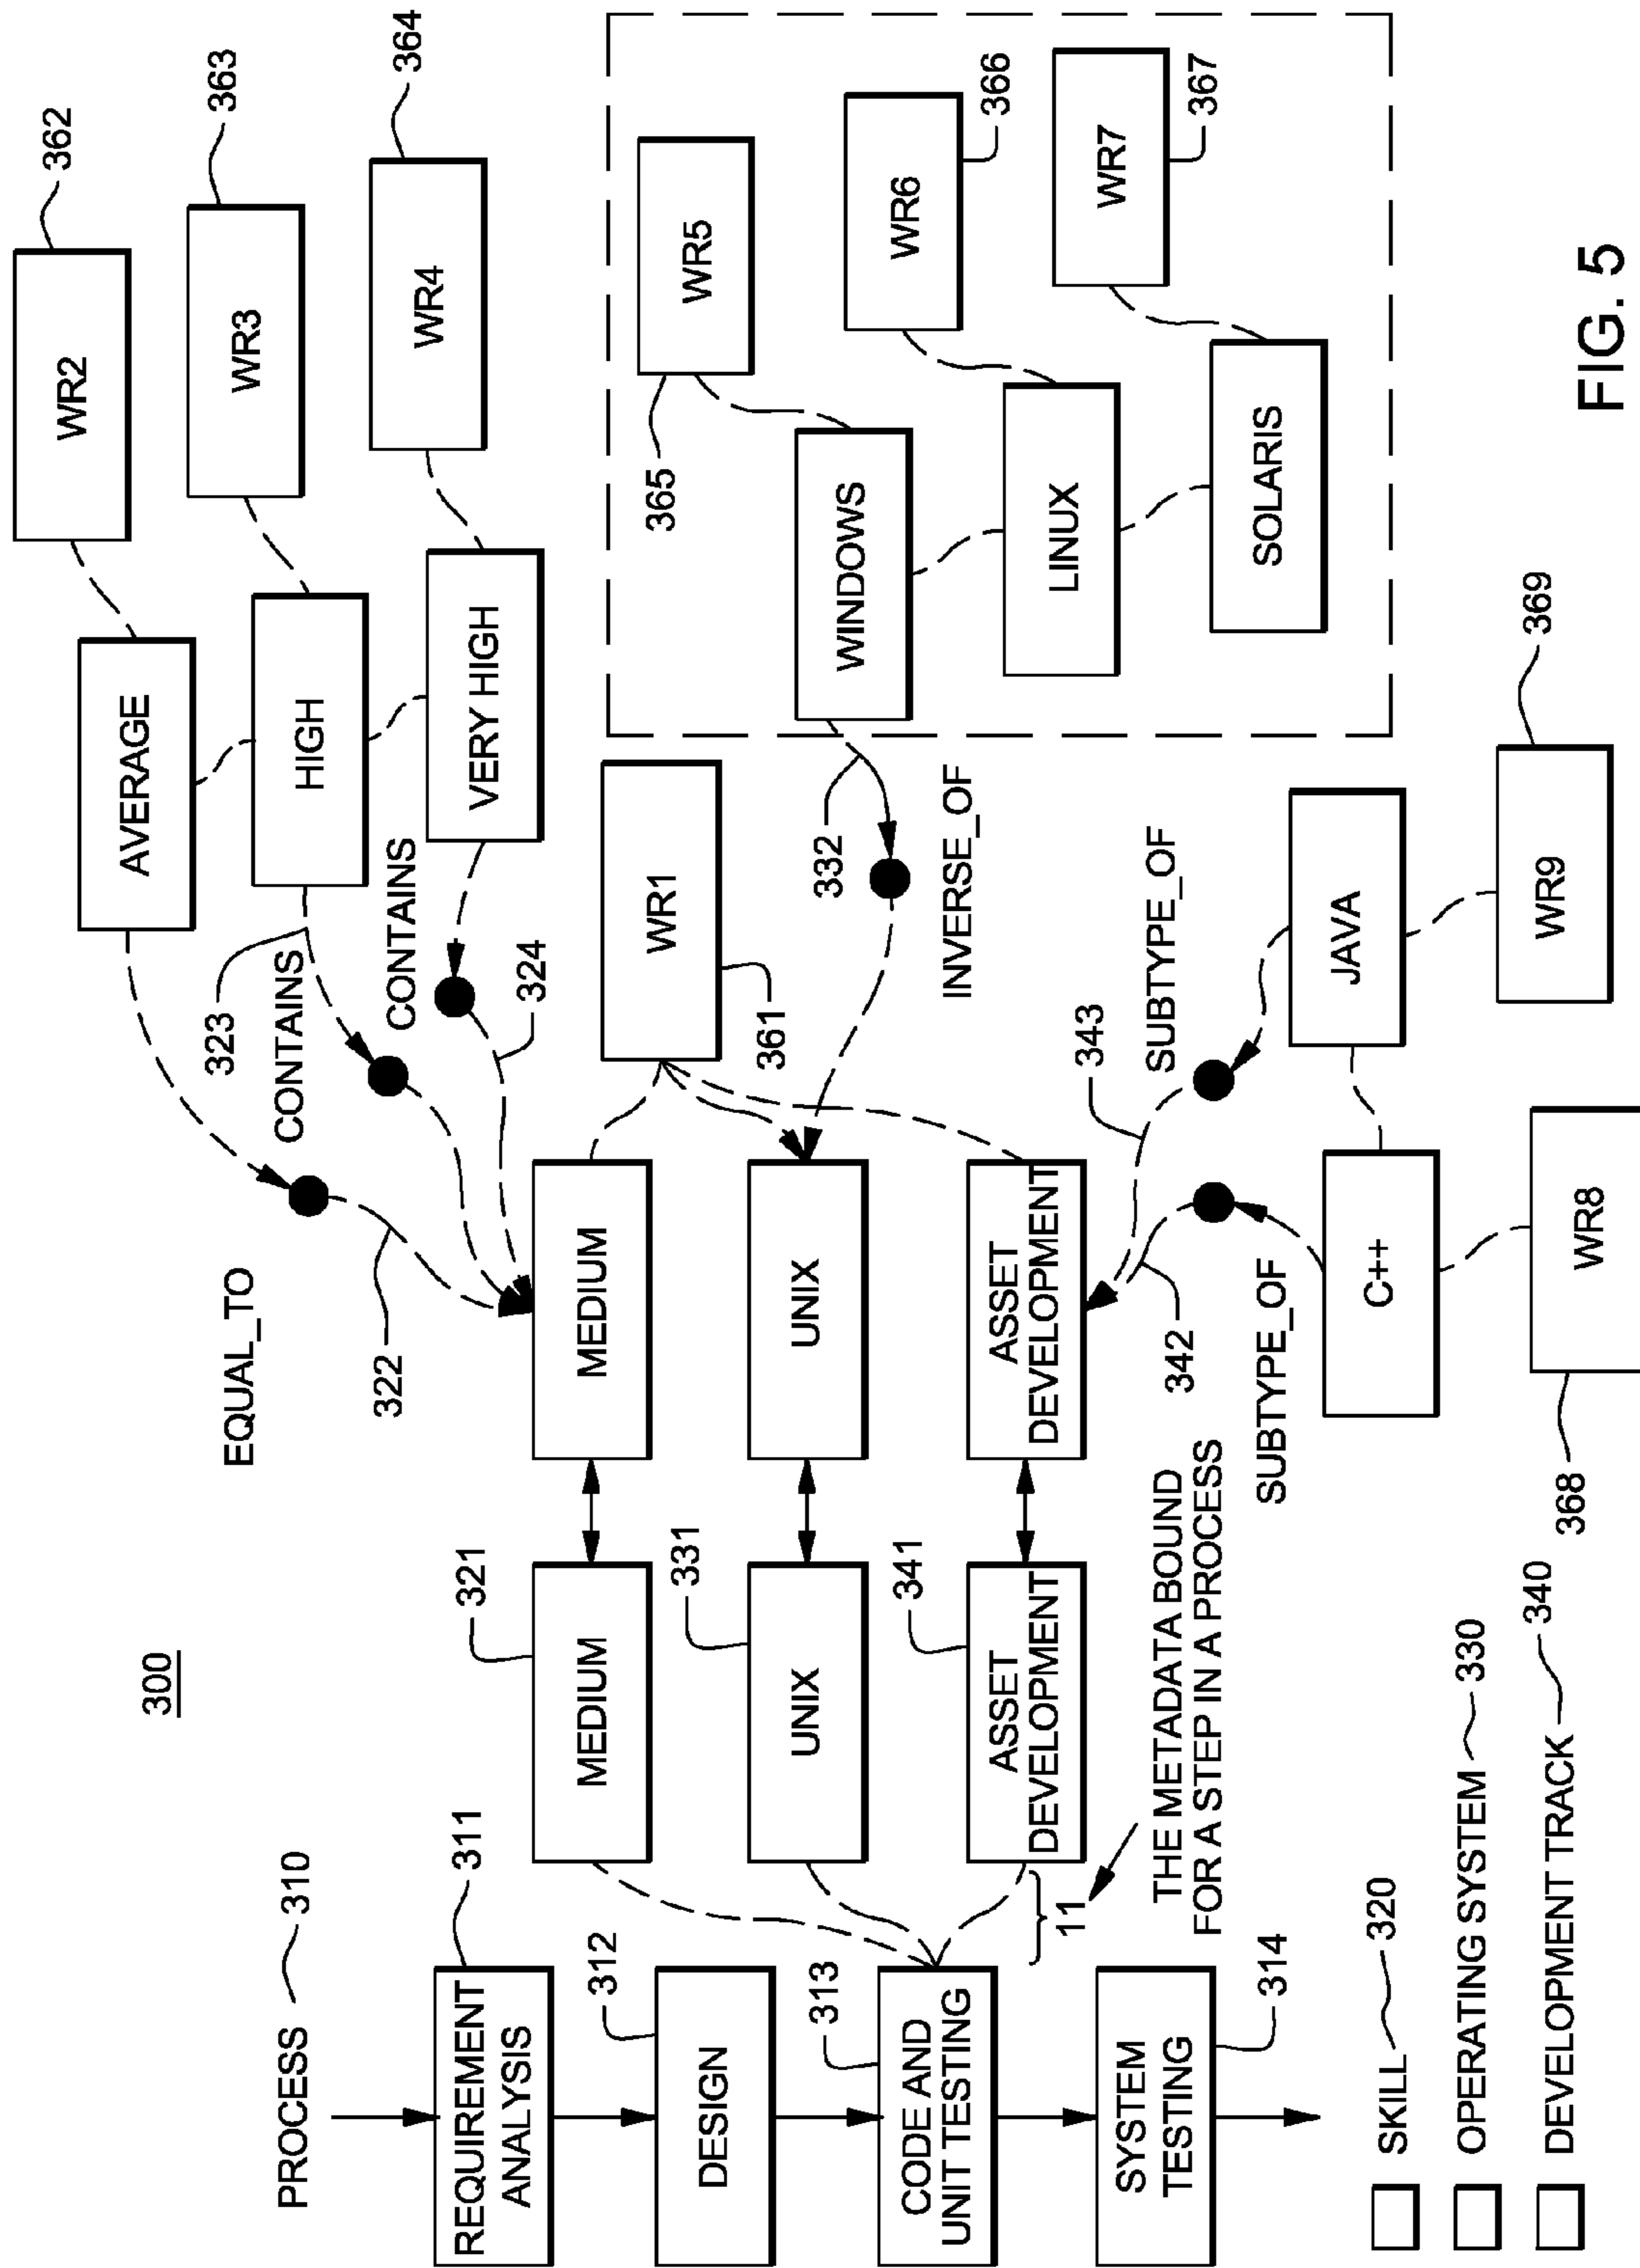 300
PROCESS 310
REQUIREMENT
ANALYSIS
311
DESIGN
312
CODE AND
UNIT TESTING
313
SYSTEM
TESTING
314
MEDIUM
321
UNIX
331
ASSET
DEVELOPMENT
341
11
THE METADATA BOUND
FOR A STEP IN A PROCESS
MEDIUM
UNIX
ASSET
DEVELOPMENT
EQUAL_TO
322
CONTAINS
323
CONTAINS
324
AVERAGE
HIGH
VERY HIGH
WR2
362
WR3
363
WR4
364
WR1
361
332
INVERSE_OF
WINDOWS
LINUX
SOLARIS
WR5
365
WR6
366
WR7
367
343
SUBTYPE_OF
342
SUBTYPE_OF
C++
JAVA
WR8
368
WR9
369
SKILL 320
OPERATING SYSTEM 330
DEVELOPMENT TRACK 340
FIG. 5